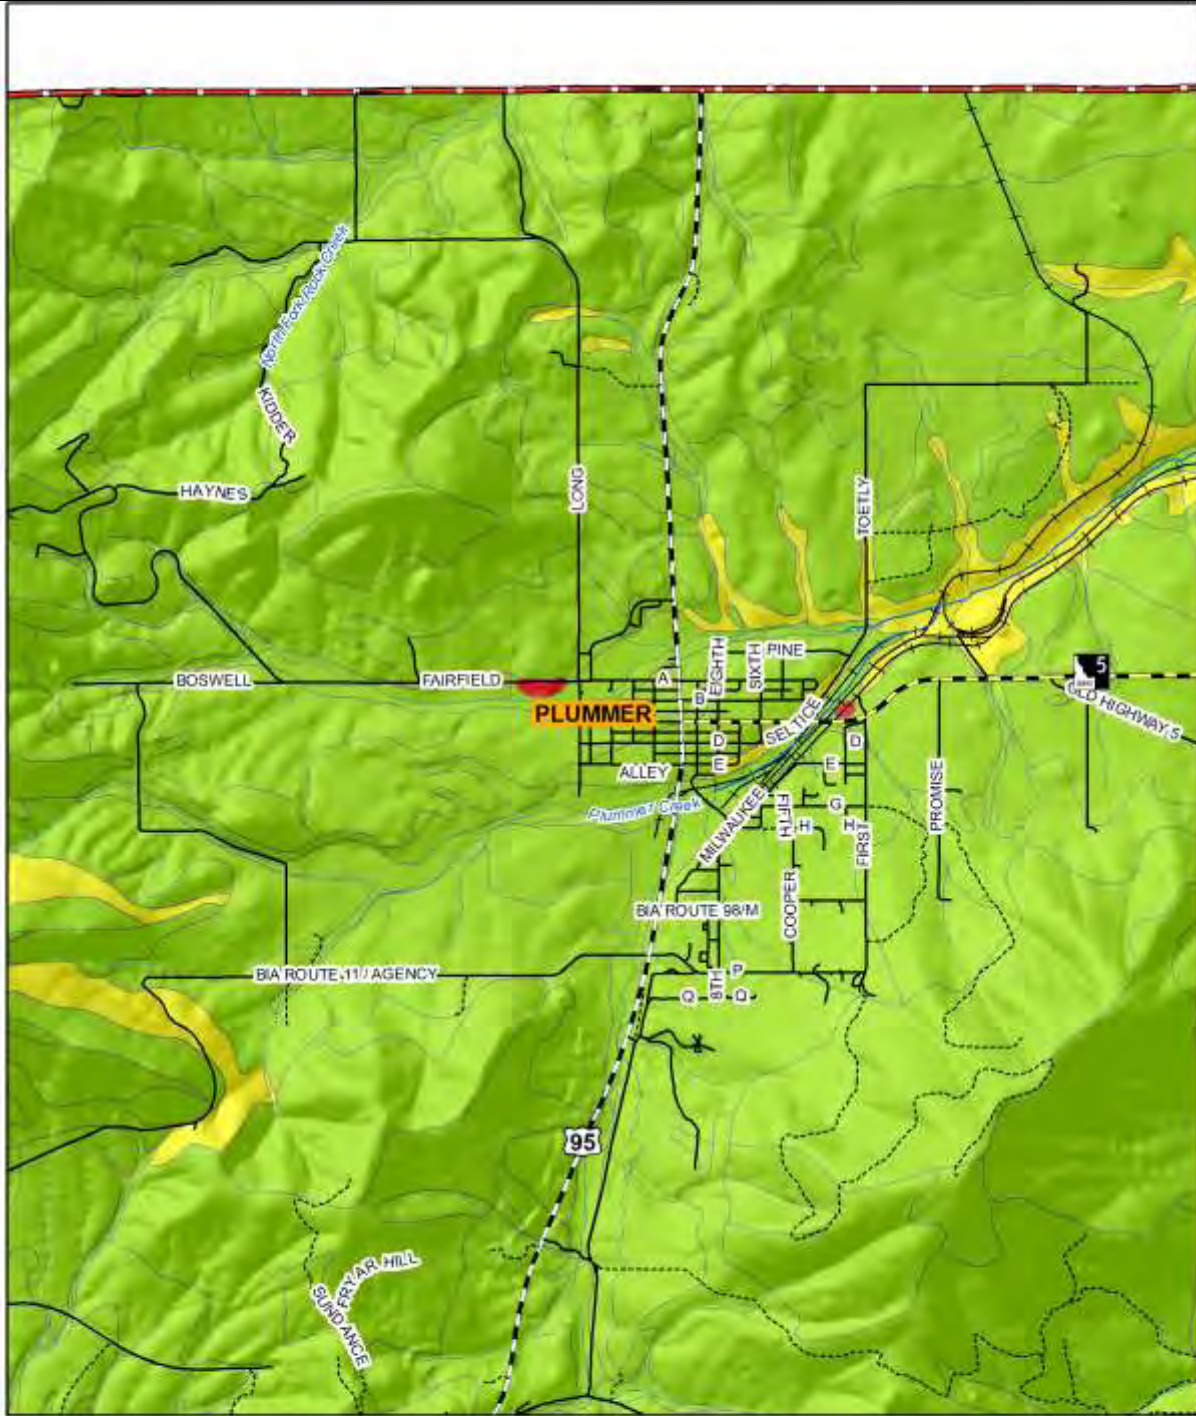 North Fork Rock Creek
KIDDER
HAYNES
LONG
TOETLY
BOSWELL
FAIRFIELD
A
EIGHTH
SIXTH
PINE
5
OLD HIGHWAY 5
B
PLUMMER
SELTICE
D
D
ALLEY
E
E
Plummer Creek
MILWAUKEE
FIFTH
G
H
H
FIRST
PROMISE
COOPER
BIA ROUTE 98/M
BIA ROUTE 11 / AGENCY
P
8TH
Q
Q
95
FRYAR HILL
SUNDANCE